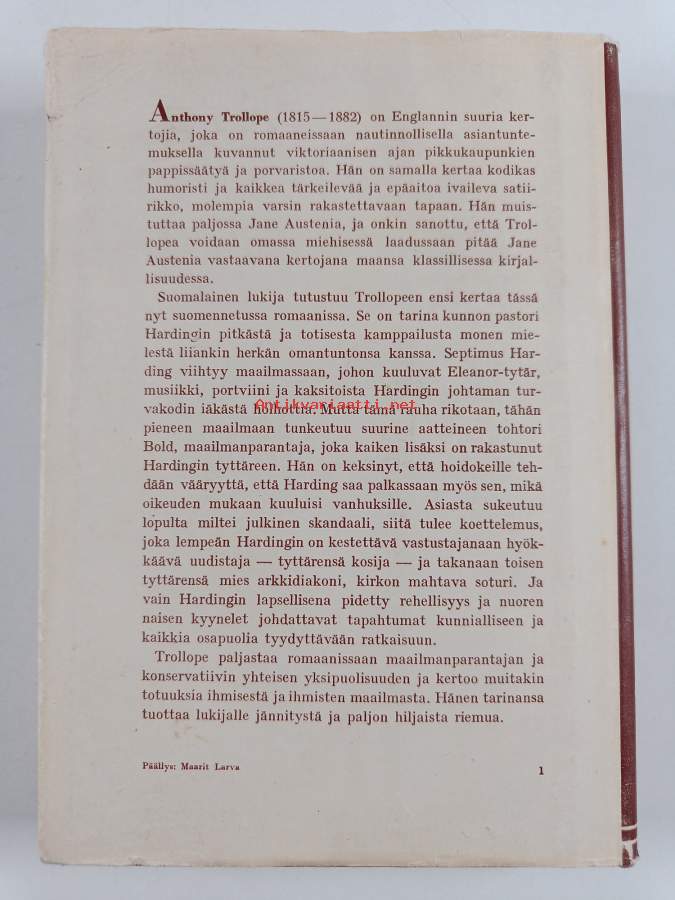 Anthony Trollope (1815—1882) on Englannin suuria ker-
tojia, joka on romaaneissaan nautinnollisella asiantunte-
muksella kuvannut viktoriaanisen ajan pikkukaupunkien
pappissäätyä ja porvaristoa. Hän on samalla kertaa kodikas
humoristi ja kaikkea tärkeilevää ja epäaitoa ivaileva satii-
rikko, molempia varsin rakastettavaan tapaan. Hän muis-
tuttaa paljossa Jane Austenia, ja onkin sanottu, että Trol-
lopea voidaan omassa miehisessä laadussaan pitää Jane
Austenia vastaavana kertojana maansa klassillisessa kirjal-
lisuudessa.
Suomalainen lukija tutustuu Trollopeen ensi kertaa tässä
nyt suomennetussa romaanissa. Se on tarina kunnon pastori
Hardingin pitkästä ja totisesta kamppailusta monen mie-
lestä liiankin herkän omantuntonsa kanssa. Septimus Har-
ding viihtyy maailmassaan, johon kuuluvat Eleanor-tytär,
musiikki, portviini ja kaksitoista Hardingin johtaman tur-
vakodin iäkästä holhottia. Mutta tämä rauha rikotaan, tähän
Antikvariaatti.net
pieneen maailmaan tunkeutuu suurine aatteineen tohtori
Bold, maailmanparantaja, joka kaiken lisäksi on rakastunut
Hardingin tyttäreen. Hän on keksinyt, että hoidokeille teh-
dään vääryyttä, että Harding saa palkassaan myös sen, mikä
oikeuden mukaan kuuluisi vanhuksille. Asiasta sukeutuu
lopulta miltei julkinen skandaali, siitä tulee koettelemus,
joka lempeän Hardingin on kestettävä vastustajanaan hyök-
käävä uudistaja — tyttärensä kosija — ja takanaan toisen
tyttärensä mies arkkidiakoni, kirkon mahtava soturi. Ja
vain Hardingin lapsellisena pidetty rehellisyys ja nuoren
naisen kyynelet johdattavat tapahtumat kunnialliseen ja
kaikkia osapuolia tyydyttävään ratkaisuun.
Trollope paljastaa romaanissaan maailmanparantajan ja
konservatiivin yhteisen yksipuolisuuden ja kertoo muitakin
totuuksia ihmisestä ja ihmisten maailmasta. Hänen tarinansa
tuottaa lukijalle jännitystä ja paljon hiljaista riemua.
Päällys: Maarit Larva
1